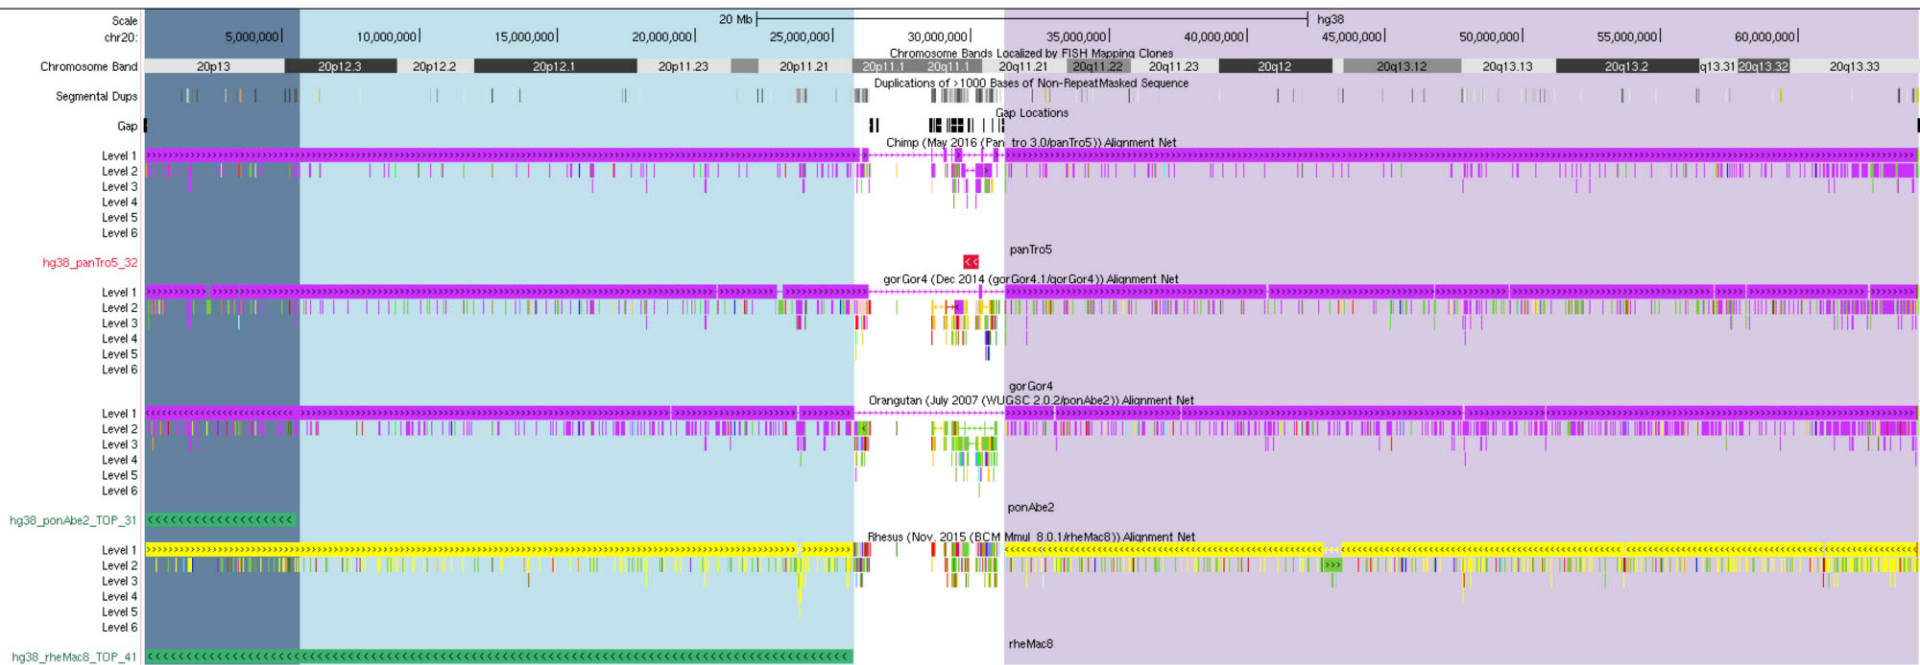 Scale 20 Mb hg38
chr20: 5,000,000 10,000,000 15,000,000 20,000,000 25,000,000 30,000,000 35,000,000 40,000,000 45,000,000 50,000,000 55,000,000 60,000,000
Chromosome Bands Localized by FISH Mapping Clones
Chromosome Band 20p13 20p12.3 20p12.2 20p12.1 20p11.23 20p11.21 20p11.1 20q11.1 20q11.21 20q11.22 20q11.23 20q12 20q13.12 20q13.13 20q13.2 q13.31 20q13.32 20q13.33
Duplications of >1000 Bases of Non-RepeatMasked Sequence
Segmental Dups
Gap Locations
Gap
Chimp (May 2016 (Pan_tro 3.0/panTro5)) Alignment Net
Level 1
Level 2
Level 3
Level 4
Level 5
Level 6
panTro5
hg38_panTro5_32
gorGor4 (Dec 2014 (gorGor4.1/gorGor4)) Alignment Net
Level 1
Level 2
Level 3
Level 4
Level 5
Level 6
gorGor4
Orangutan (July 2007 (WUGSC 2.0.2/ponAbe2)) Alignment Net
Level 1
Level 2
Level 3
Level 4
Level 5
Level 6
ponAbe2
hg38_ponAbe2_TOP_31
Rhesus (Nov. 2015 (BCM Mmul_8.0.1/rheMac8)) Alignment Net
Level 1
Level 2
Level 3
Level 4
Level 5
Level 6
rheMac8
hg38_rheMac8_TOP_41